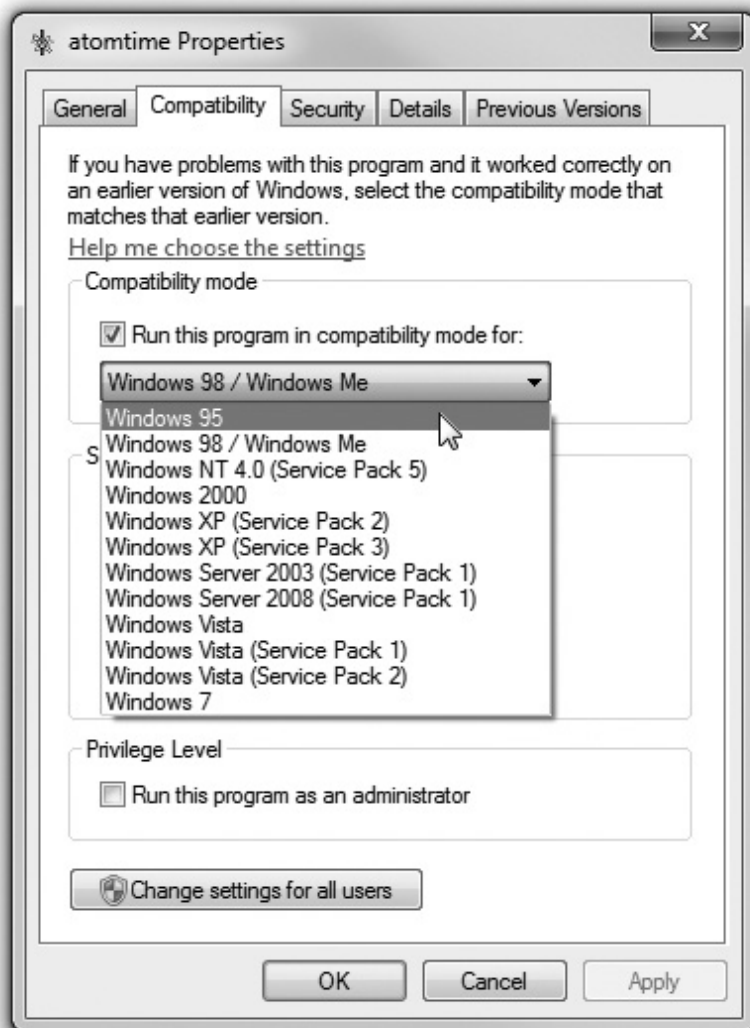 atomtime Properties
X
General Compatibility Security Details Previous Versions
If you have problems with this program and it worked correctly on
an earlier version of Windows, select the compatibility mode that
matches that earlier version.
Help me choose the settings
Compatibility mode
Run this program in compatibility mode for:
Windows 98 / Windows Me
Windows 95
Windows 98 / Windows Me
S
Windows NT 4.0 (Service Pack 5)
Windows 2000
Windows XP (Service Pack 2)
Windows XP (Service Pack 3)
Windows Server 2003 (Service Pack 1)
Windows Server 2008 (Service Pack 1)
Windows Vista
Windows Vista (Service Pack 1)
Windows Vista (Service Pack 2)
Windows 7
Privilege Level
Run this program as an administrator
Change settings for all users
OK Cancel Apply